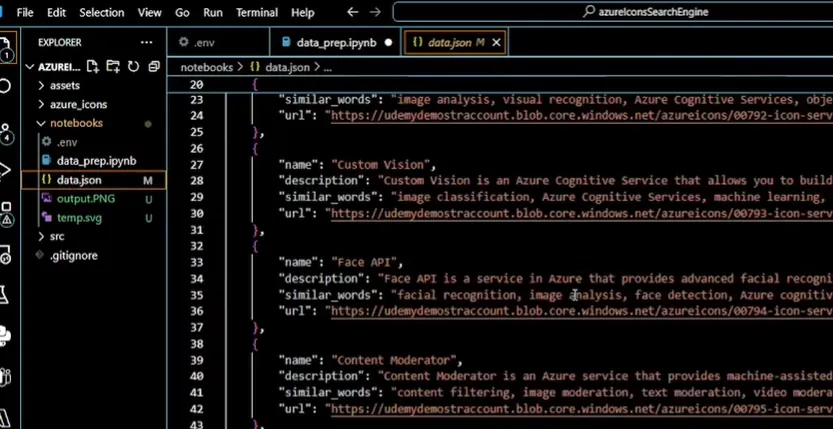 File Edit Selection View Go Run Terminal Help
azureIconsSearchEngine
EXPLORER
.env
data_prep.ipynb
{} data.json M
AZUREI...
notebooks > {} data.json > ...
1
4
assets
azure_icons
notebooks
.env
data_prep.ipynb
{} data.json M
output.PNG U
temp.svg U
src
.gitignore
20 {
23 "similar_words": "image analysis, visual recognition, Azure Cognitive Services, obje
24 "url": "https://udemydemostraccount.blob.core.windows.net/azureicons/00792-icon-serv
25 },
26 {
27 "name": "Custom Vision",
28 "description": "Custom Vision is an Azure Cognitive Service that allows you to build
29 "similar_words": "image classification, Azure Cognitive Services, machine learning,
30 "url": "https://udemydemostraccount.blob.core.windows.net/azureicons/00793-icon-serv
31 },
32 {
33 "name": "Face API",
34 "description": "Face API is a service in Azure that provides advanced facial recogni
35 "similar_words": "facial recognition, image analysis, face detection, Azure cognitiv
36 "url": "https://udemydemostraccount.blob.core.windows.net/azureicons/00794-icon-serv
37 },
38 {
39 "name": "Content Moderator",
40 "description": "Content Moderator is an Azure service that provides machine-assisted
41 "similar_words": "content filtering, image moderation, text moderation, video modera
42 "url": "https://udemydemostraccount.blob.core.windows.net/azureicons/00795-icon-serv
43 },